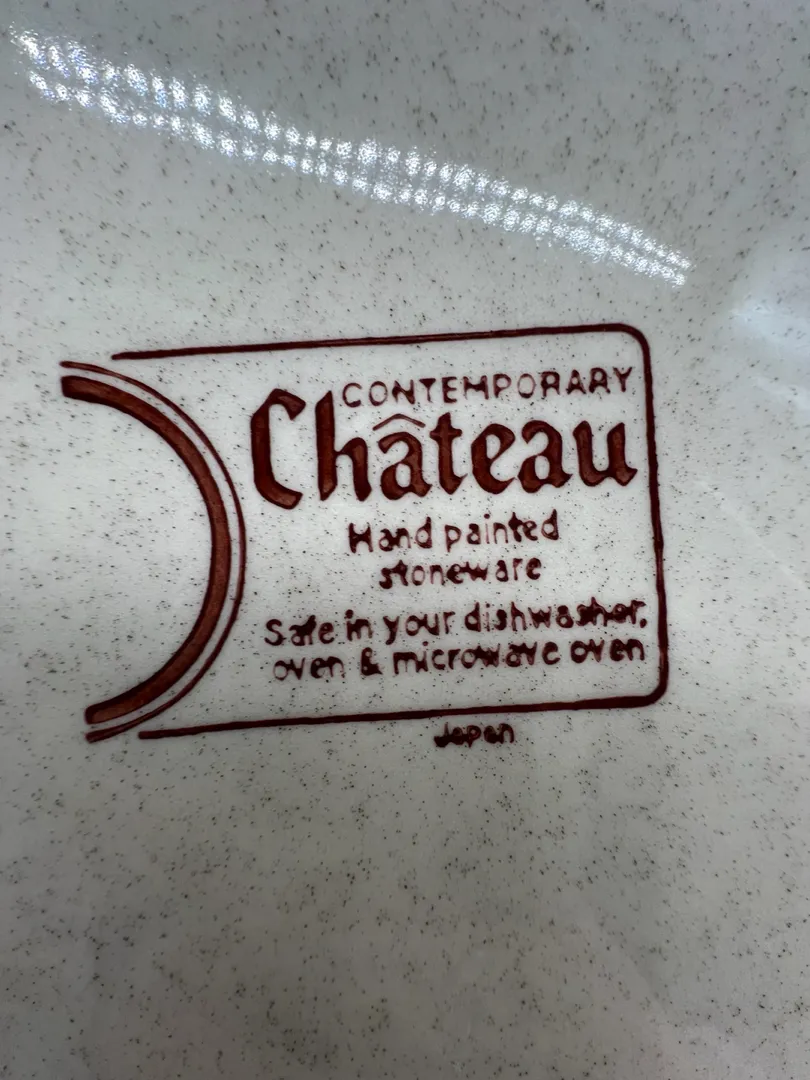 CONTEMPORARY
Château
Hand painted
stoneware
Safe in your dishwasher,
oven & microwave oven
Japan